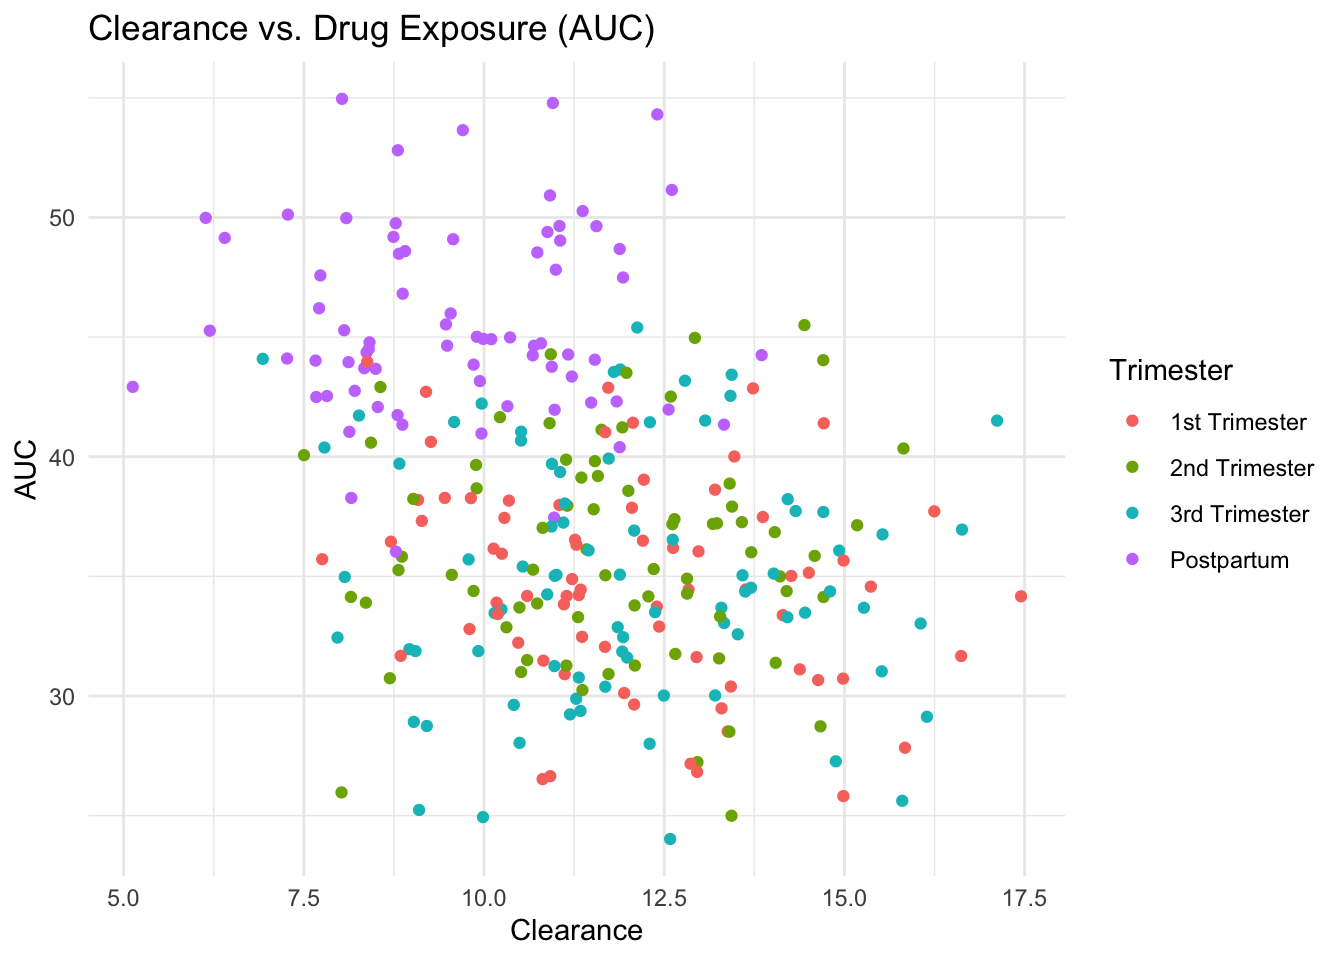 Clearance vs. Drug Exposure (AUC)
AUC
50
40
30
5.0
7.5
10.0
12.5
15.0
17.5
Clearance
Trimester
1st Trimester
2nd Trimester
3rd Trimester
Postpartum